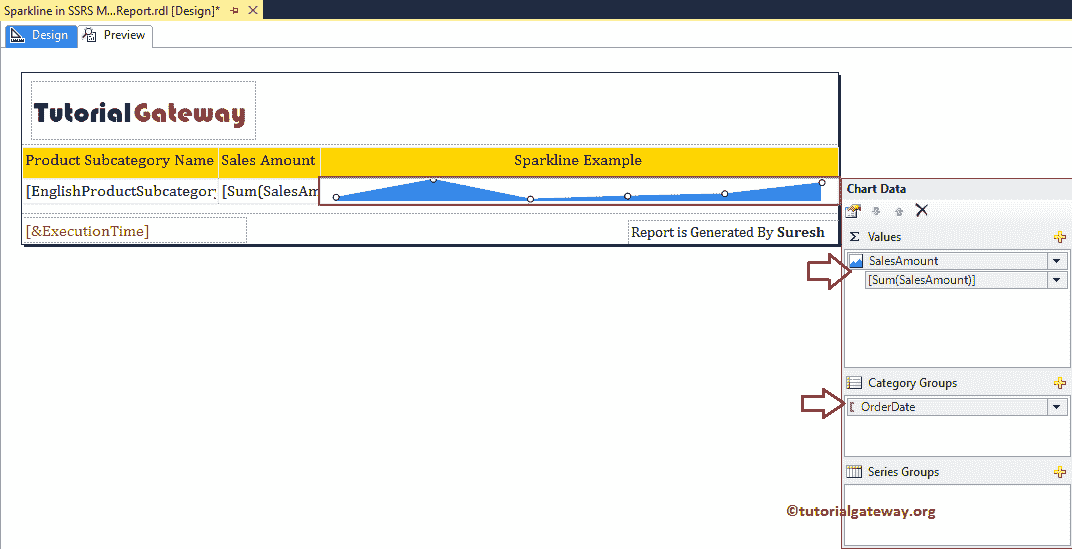 Sparkline in SSRS M...Report.rdl [Design]*
Design Preview
TutorialGateway
Product Subcategory Name Sales Amount Sparkline Example
[EnglishProductSubcategory [Sum(SalesAm
[&ExecutionTime] Report is Generated By Suresh
Chart Data
Σ Values
SalesAmount
[Sum(SalesAmount)]
Category Groups
OrderDate
Series Groups
©tutorialgateway.org